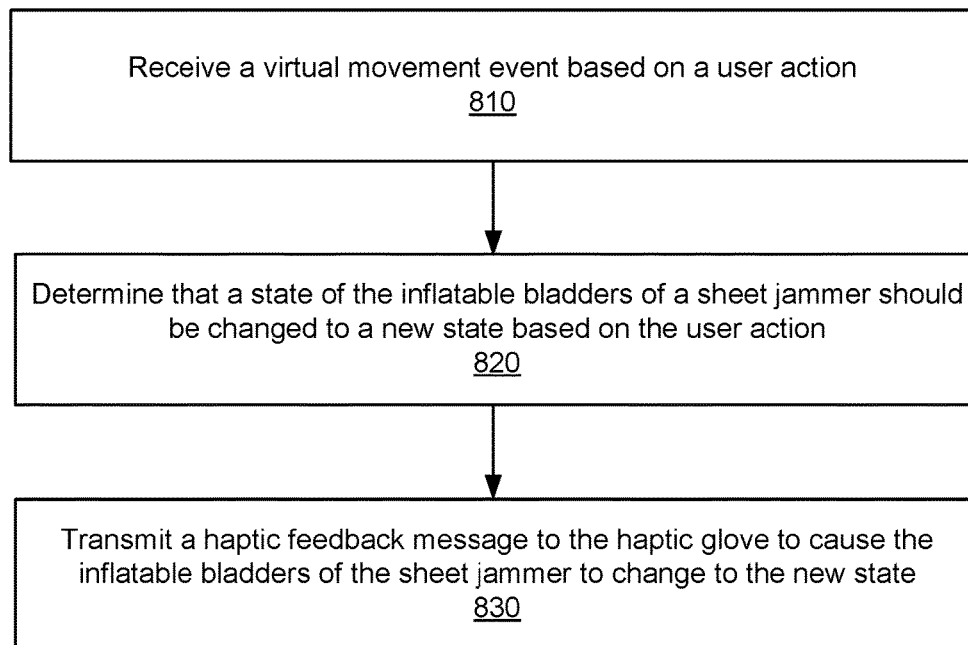 Receive a virtual movement event based on a user action
810
Determine that a state of the inflatable bladders of a sheet jammer should
be changed to a new state based on the user action
820
Transmit a haptic feedback message to the haptic glove to cause the
inflatable bladders of the sheet jammer to change to the new state
830